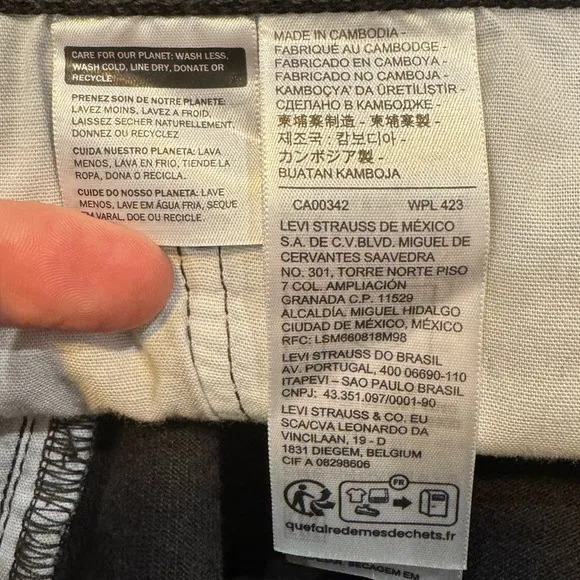 CARE FOR OUR PLANET: WASH LESS,
WASH COLD, LINE DRY, DONATE OR
RECYCLE
PRENEZ SOIN DE NOTRE PLANETE:
LAVEZ MOINS, LAVEZ A FROID,
LAISSEZ SECHER NATURELLEMENT,
DONNEZ OU RECYCLEZ
CUIDA NUESTRO PLANETA: LAVA
MENOS, LAVA EN FRIO, TIENDE LA
ROPA, DONA O RECICLA.
CUIDE DO NOSSO PLANETA: LAVE
MENOS, LAVE EM ÁGUA FRIA, SEQUE
EM VARAL, DOE OU RECICLE.
MADE IN CAMBODIA -
FABRIQUÉ AU CAMBODGE -
FABRICADO EN CAMBOYA -
FABRICADO NO CAMBOJA -
KAMBOÇYA' DA ÜRETİLİŞTİR -
СДЕЛАНО В КАМБОДЖЕ -
柬埔寨制造 - 柬埔寨製 -
제조국: 캄보디아 -
カンボジア製 -
BUATAN KAMBOJA
CA00342 WPL 423
LEVI STRAUSS DE MÉXICO
S.A. DE C.V.BLVD. MIGUEL DE
CERVANTES SAAVEDRA
NO. 301, TORRE NORTE PISO
7 COL. AMPLIACIÓN
GRANADA C.P. 11529
ALCALDÍA. MIGUEL HIDALGO
CIUDAD DE MÉXICO, MÉXICO
RFC: LSM660818M98
LEVI STRAUSS DO BRASIL
AV. PORTUGAL, 400 06690-110
ITAPEVI – SAO PAULO BRASIL
CNPJ: 43.351.097/0001-90
LEVI STRAUSS & CO. EU
SCA/CVA LEONARDO DA
VINCILAAN, 19 - D
1831 DIEGEM, BELGIUM
CIF A 08298606
FR
quefairedemesdechets.fr
SECAGEM EM